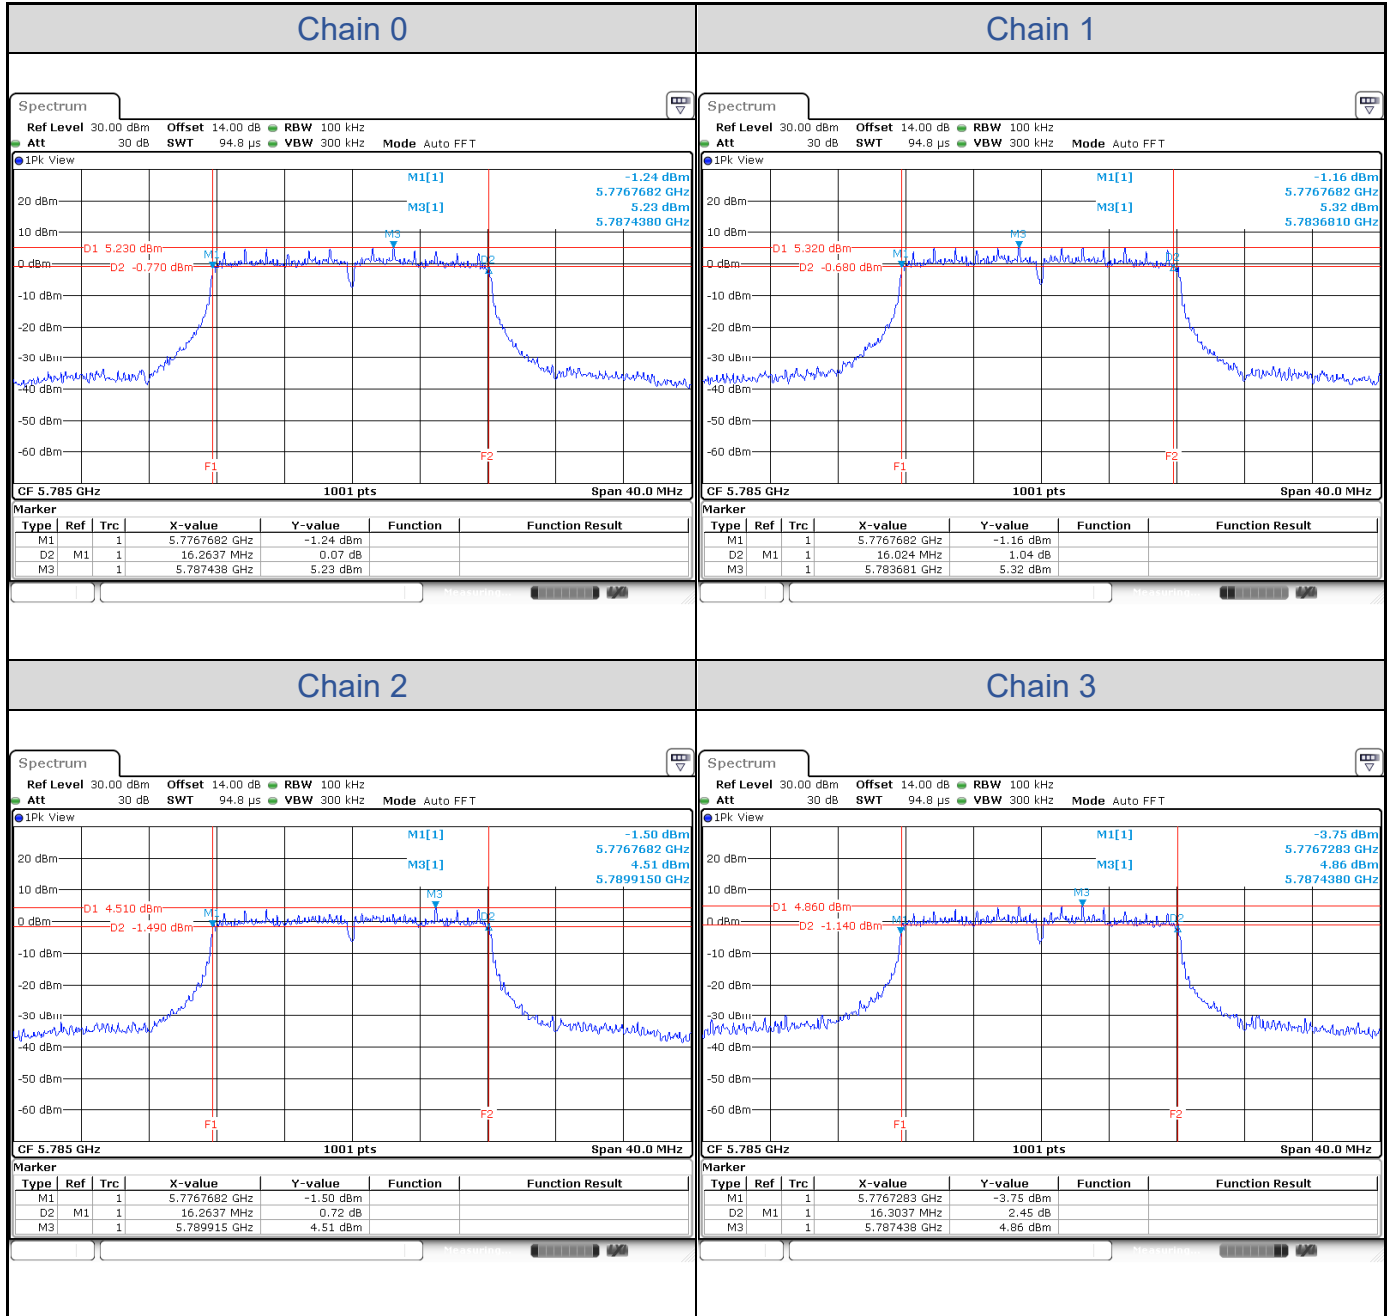 Chain 0
Spectrum
Ref Level 30.00 dBm Offset 14.00 dB RBW 100 kHz
Att 30 dB SWT 94.8 µs VBW 300 kHz Mode Auto FFT
1Pk View
M1[1] -1.24 dBm
5.7767682 GHz
M3[1] 5.23 dBm
5.7874380 GHz
20 dBm
10 dBm
M3
D1 5.230 dBm
M1 D2
0 dBm
D2 -0.770 dBm
-10 dBm
-20 dBm
-30 dBm
-40 dBm
-50 dBm
-60 dBm
F1 F2
CF 5.785 GHz 1001 pts Span 40.0 MHz
Marker
Type Ref Trc X-value Y-value Function Function Result
M1 1 5.7767682 GHz -1.24 dBm
D2 M1 1 16.2637 MHz 0.07 dB
M3 1 5.787438 GHz 5.23 dBm
Measuring...
Chain 1
Spectrum
Ref Level 30.00 dBm Offset 14.00 dB RBW 100 kHz
Att 30 dB SWT 94.8 µs VBW 300 kHz Mode Auto FFT
1Pk View
M1[1] -1.16 dBm
5.7767682 GHz
M3[1] 5.32 dBm
5.7836810 GHz
20 dBm
10 dBm
M3
D1 5.320 dBm
M1 D2
0 dBm
D2 -0.680 dBm
-10 dBm
-20 dBm
-30 dBm
-40 dBm
-50 dBm
-60 dBm
F1 F2
CF 5.785 GHz 1001 pts Span 40.0 MHz
Marker
Type Ref Trc X-value Y-value Function Function Result
M1 1 5.7767682 GHz -1.16 dBm
D2 M1 1 16.024 MHz 1.04 dB
M3 1 5.783681 GHz 5.32 dBm
Measuring...
Chain 2
Spectrum
Ref Level 30.00 dBm Offset 14.00 dB RBW 100 kHz
Att 30 dB SWT 94.8 µs VBW 300 kHz Mode Auto FFT
1Pk View
M1[1] -1.50 dBm
5.7767682 GHz
M3[1] 4.51 dBm
5.7899150 GHz
20 dBm
10 dBm
M3
D1 4.510 dBm
M1 D2
0 dBm
D2 -1.490 dBm
-10 dBm
-20 dBm
-30 dBm
-40 dBm
-50 dBm
-60 dBm
F1 F2
CF 5.785 GHz 1001 pts Span 40.0 MHz
Marker
Type Ref Trc X-value Y-value Function Function Result
M1 1 5.7767682 GHz -1.50 dBm
D2 M1 1 16.2637 MHz 0.72 dB
M3 1 5.789915 GHz 4.51 dBm
Measuring...
Chain 3
Spectrum
Ref Level 30.00 dBm Offset 14.00 dB RBW 100 kHz
Att 30 dB SWT 94.8 µs VBW 300 kHz Mode Auto FFT
1Pk View
M1[1] -3.75 dBm
5.7767283 GHz
M3[1] 4.86 dBm
5.7874380 GHz
20 dBm
10 dBm
M3
D1 4.860 dBm
M1 D2
0 dBm
D2 -1.140 dBm
-10 dBm
-20 dBm
-30 dBm
-40 dBm
-50 dBm
-60 dBm
F1 F2
CF 5.785 GHz 1001 pts Span 40.0 MHz
Marker
Type Ref Trc X-value Y-value Function Function Result
M1 1 5.7767283 GHz -3.75 dBm
D2 M1 1 16.3037 MHz 2.45 dB
M3 1 5.787438 GHz 4.86 dBm
Measuring...